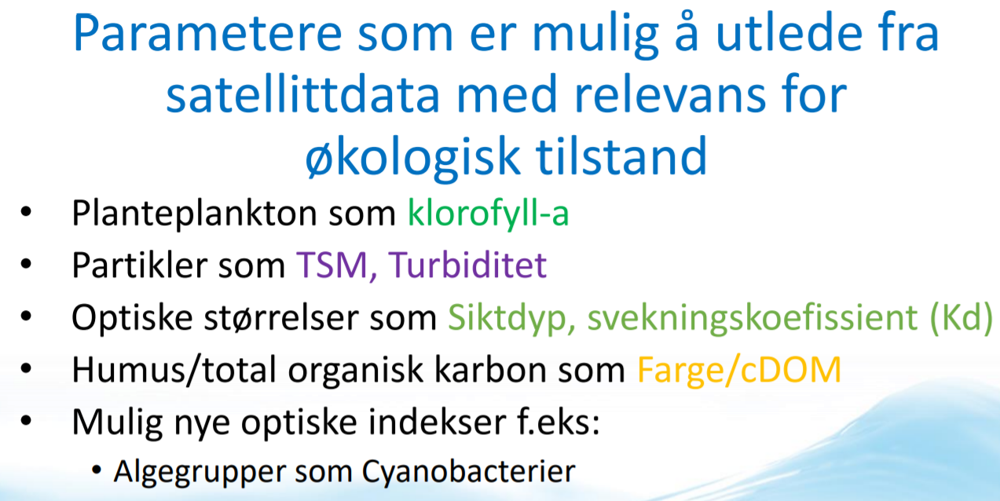 Parametere som er mulig å utlede fra
satellittdata med relevans for
økologisk tilstand
• Planteplankton som klorofyll-a
• Partikler som TSM, Turbiditet
• Optiske størrelser som Siktdyp, svekningskoefissient (Kd)
• Humus/total organisk karbon som Farge/cDOM
• Mulig nye optiske indekser f.eks:
• Algegrupper som Cyanobacterier